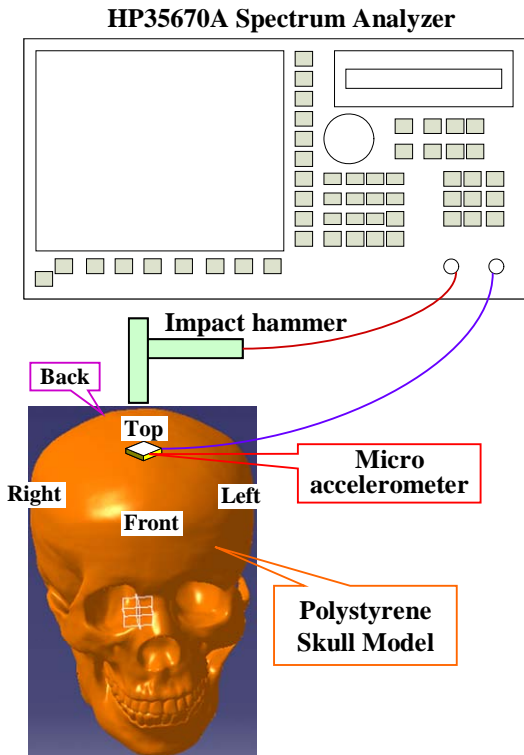 HP35670A Spectrum Analyzer
Impact hammer
Back
Top
Micro
accelerometer
Right
Left
Front
Polystyrene
Skull Model